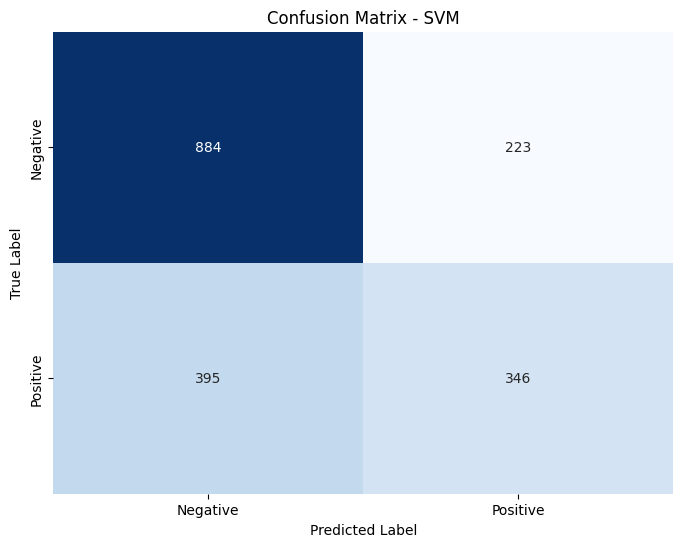 Confusion Matrix - SVM
True Label
Negative
884
223
Positive
395
346
Negative
Positive
Predicted Label